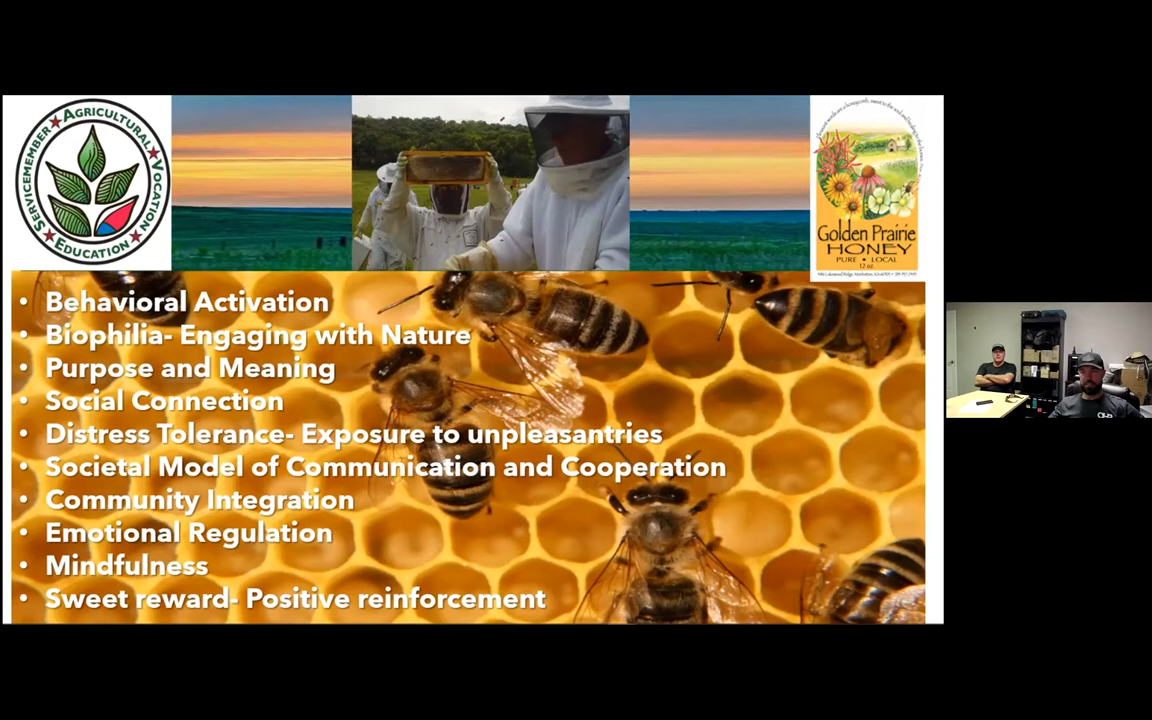 SERVICEMEMBER ★ AGRICULTURAL ★ VOCATION ★ EDUCATION ★
Golden Prairie
HONEY
PURE • LOCAL
12 oz.
• Behavioral Activation
• Biophilia- Engaging with Nature
• Purpose and Meaning
• Social Connection
• Distress Tolerance- Exposure to unpleasantries
• Societal Model of Communication and Cooperation
• Community Integration
• Emotional Regulation
• Mindfulness
• Sweet reward- Positive reinforcement